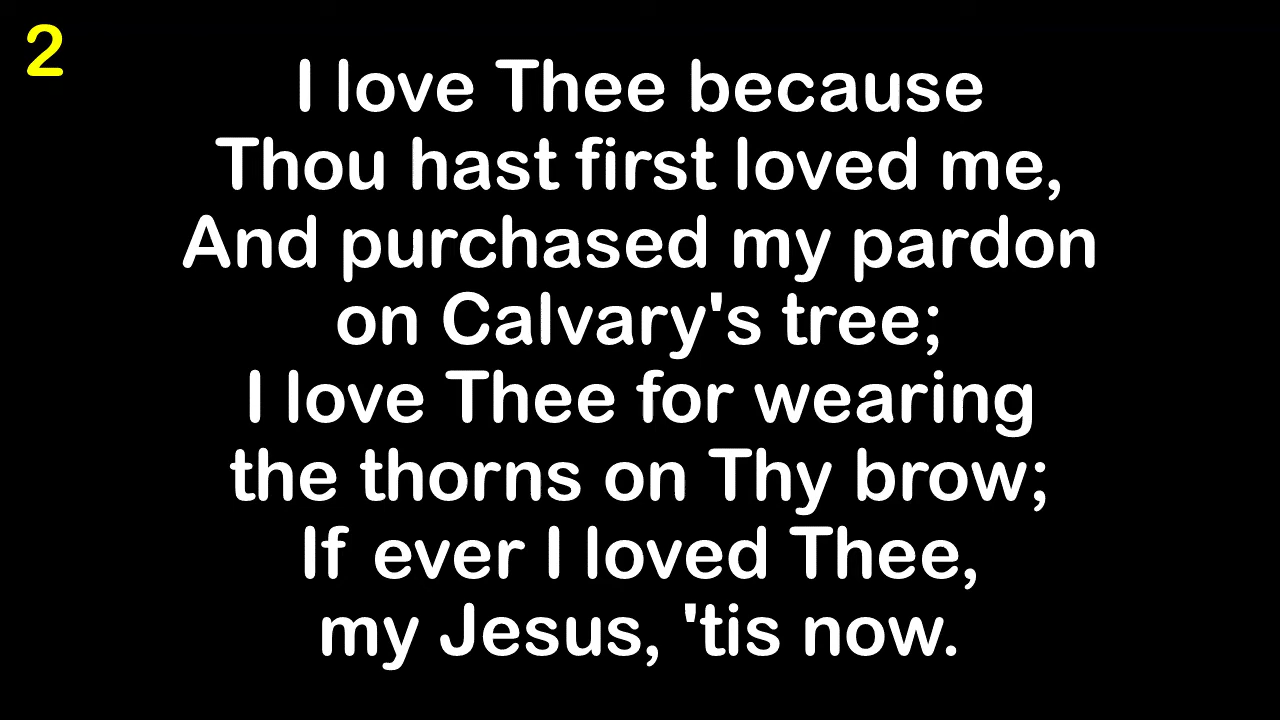 2
I love Thee because
Thou hast first loved me,
And purchased my pardon
on Calvary's tree;
I love Thee for wearing
the thorns on Thy brow;
If ever I loved Thee,
my Jesus, 'tis now.